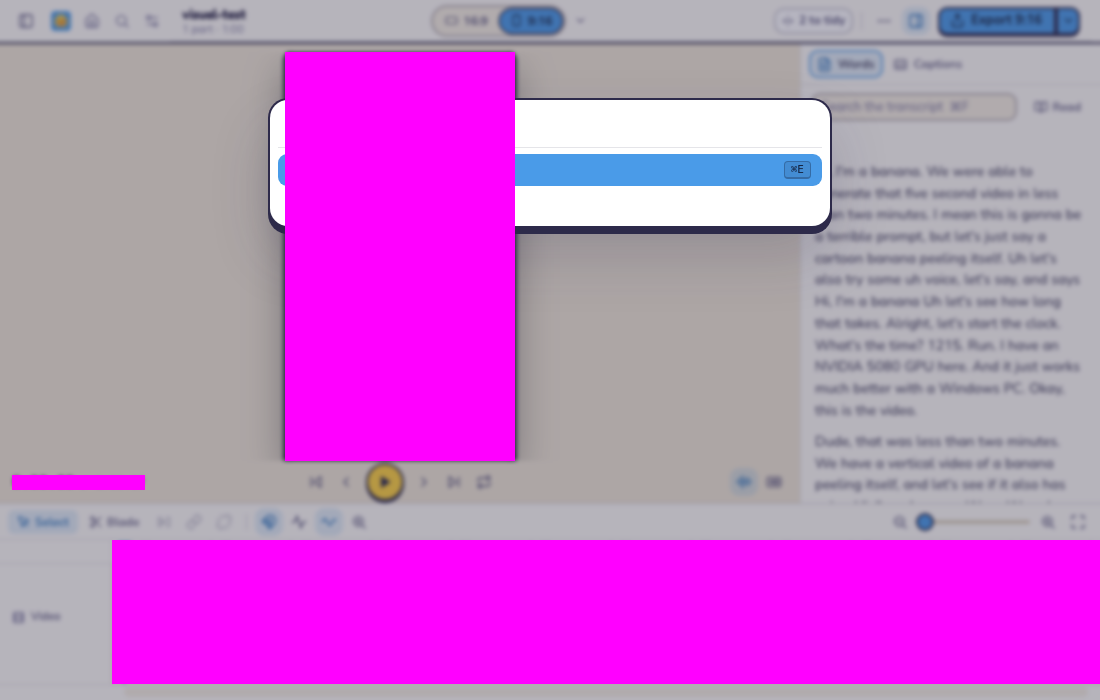 visual-test
1 part · 1:00
16:9
9:16
2 to tidy
Export 9:16
Words
Captions
search the transcript ⌘F
Read
⌘E
I'm a banana. We were able to
generate that five second video in less
than two minutes. I mean this is gonna be
a terrible prompt, but let's just say a
cartoon banana peeling itself. Uh let's
also try some uh voice, let's say, and says
Hi, I'm a banana Uh let's see how long
that takes. Alright, let's start the clock.
What's the time? 1215. Run. I have an
NVIDIA 5080 GPU here. And it just works
much better with a Windows PC. Okay,
this is the video.
Dude, that was less than two minutes.
We have a vertical video of a banana
peeling itself, and let's see if it also has
Select
Blade
Video